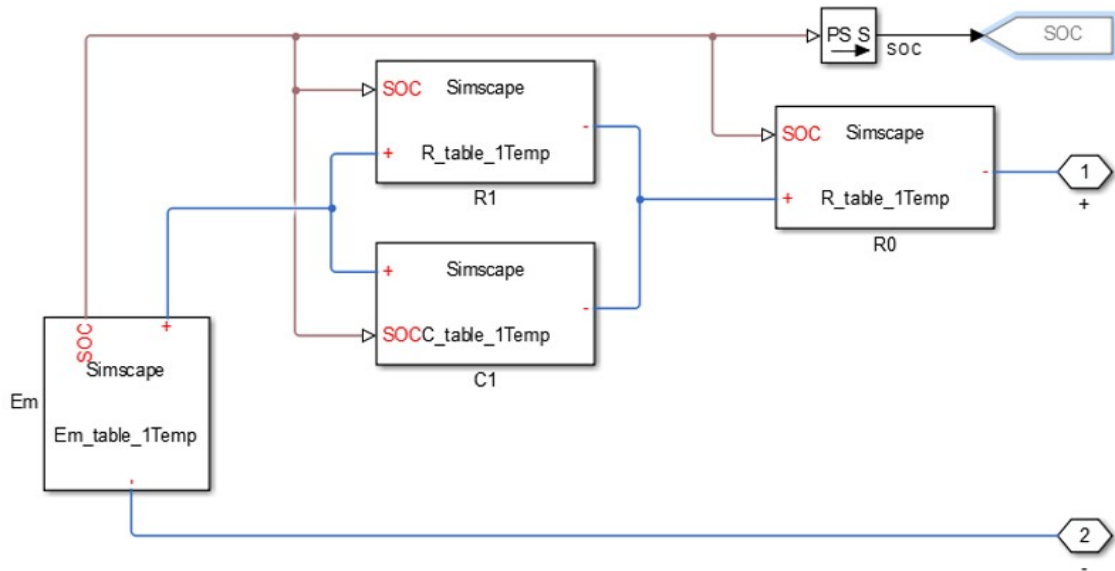 PS S
soc
SOC
SOC
Simscape
-
+
R_table_1Temp
R1
SOC
Simscape
-
+
R_table_1Temp
R0
1
+
+
Simscape
-
SOC
C_table_1Temp
C1
SOC
+
Simscape
Em
Em_table_1Temp
-
2
-